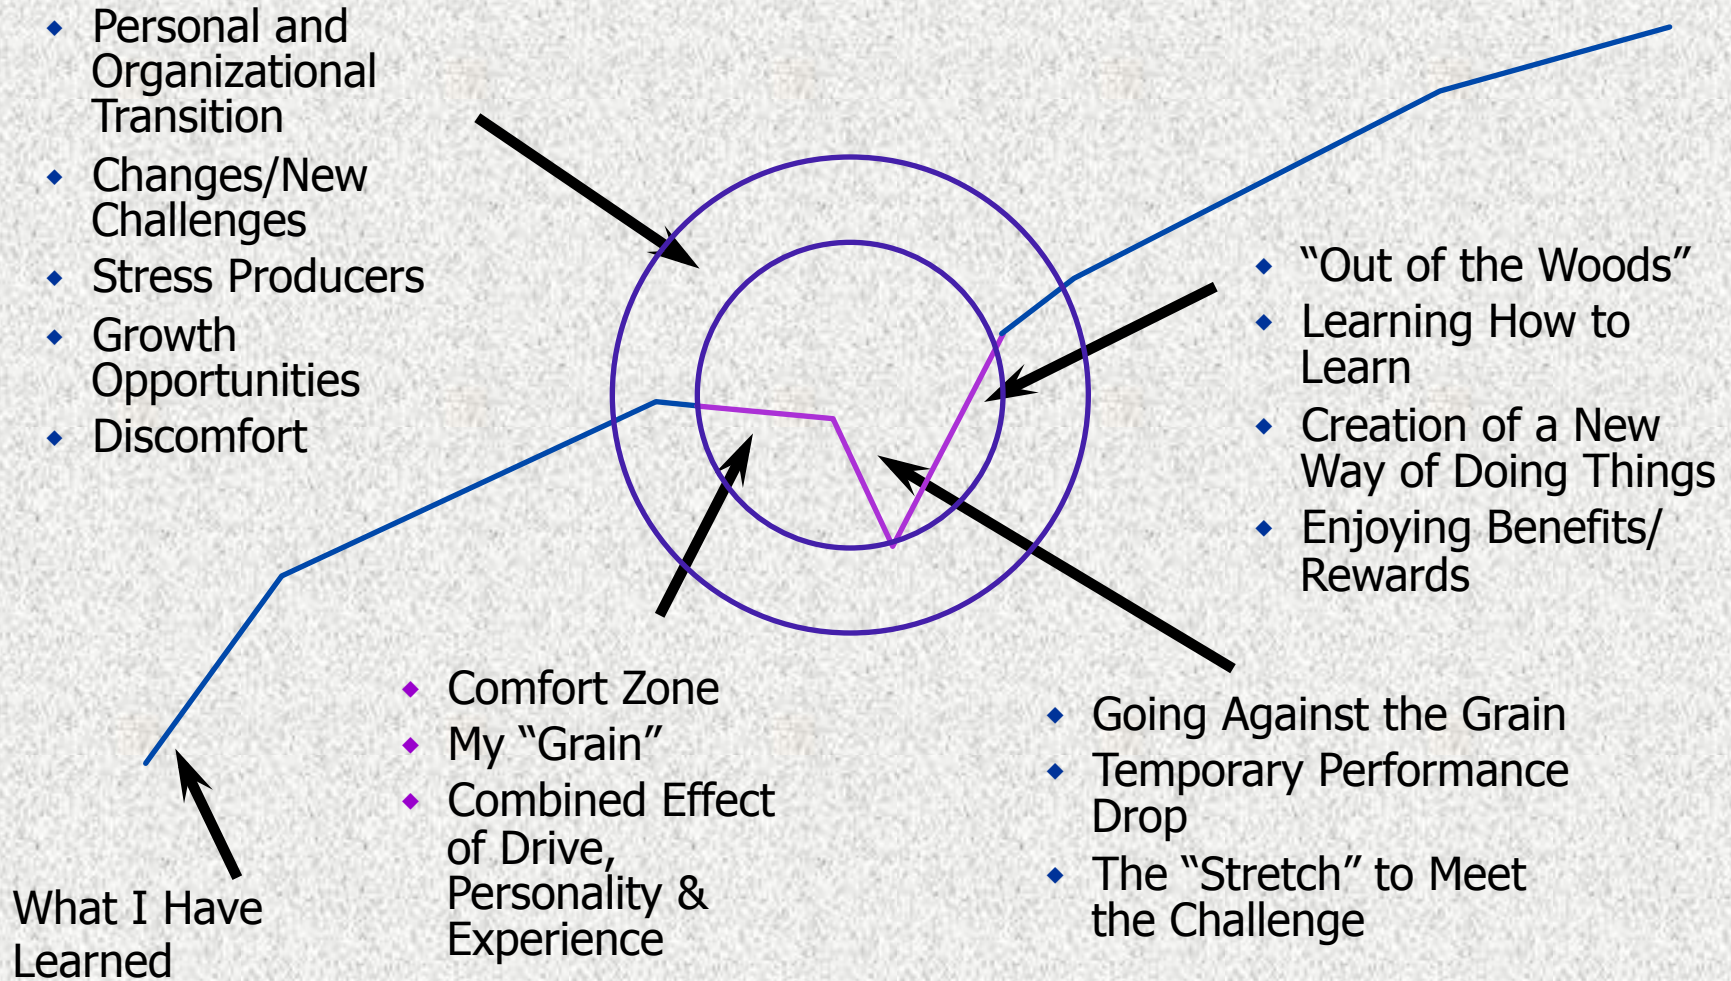 Personal and
Organizational
Transition
Changes/New
Challenges
Stress Producers
Growth
Opportunities
Discomfort
“Out of the Woods”
Learning How to
Learn
Creation of a New
Way of Doing Things
Enjoying Benefits/
Rewards
Comfort Zone
My “Grain”
Combined Effect
of Drive,
Personality &
Experience
Going Against the Grain
Temporary Performance
Drop
The “Stretch” to Meet
the Challenge
What I Have
Learned